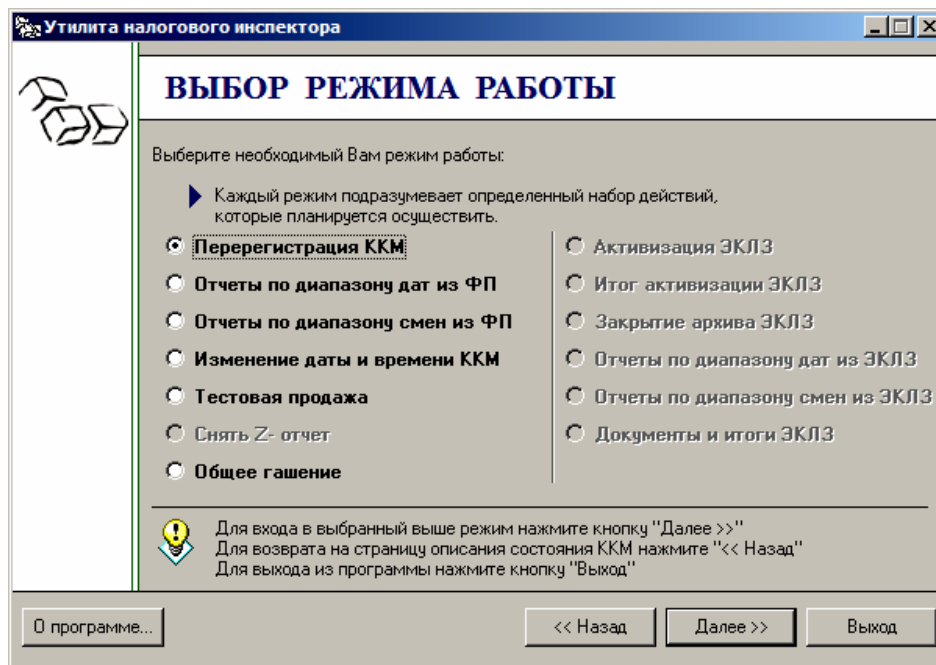 Утилита налогового инспектора
ВЫБОР РЕЖИМА РАБОТЫ
Выберите необходимый Вам режим работы:
Каждый режим подразумевает определенный набор действий,
которые планируется осуществить.
Перерегистрация ККМ
Отчеты по диапазону дат из ФП
Отчеты по диапазону смен из ФП
Изменение даты и времени ККМ
Тестовая продажа
Снять Z- отчет
Общее гашение
Активизация ЭКЛЗ
Итог активизации ЭКЛЗ
Закрытие архива ЭКЛЗ
Отчеты по диапазону дат из ЭКЛЗ
Отчеты по диапазону смен из ЭКЛЗ
Документы и итоги ЭКЛЗ
Для входа в выбранный выше режим нажмите кнопку "Далее >>"
Для возврата на страницу описания состояния ККМ нажмите "<< Назад"
Для выхода из программы нажмите кнопку "Выход"
О программе...
<< Назад
Далее >>
Выход